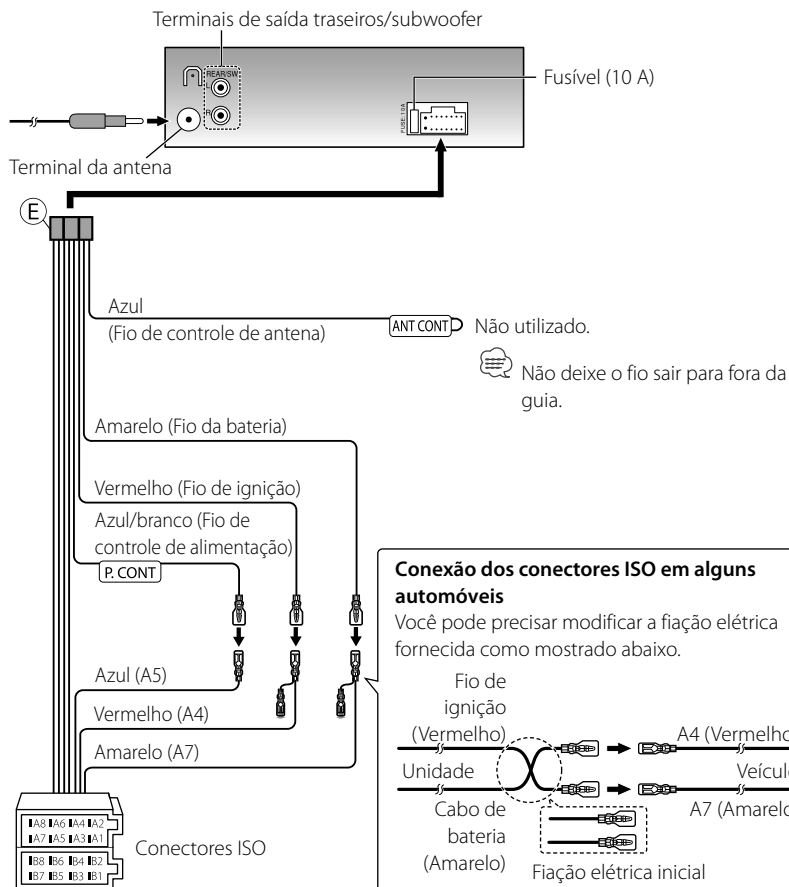 Terminais de saída traseiros/subwoofer
REAR/SW
L
R
FUSE 10A
Fusível (10 A)
Terminal da antena
E
Azul
(Fio de controle de antena)
ANT CONT
Não utilizado.
Não deixe o fio sair para fora da
guia.
Amarelo (Fio da bateria)
Vermelho (Fio de ignição)
Azul/branco (Fio de
controle de alimentação)
P. CONT
Azul (A5)
Vermelho (A4)
Amarelo (A7)
A8 A6 A4 A2
A7 A5 A3 A1
B8 B6 B4 B2
B7 B5 B3 B1
Conectores ISO
Conexão dos conectores ISO em alguns
automóveis
Você pode precisar modificar a fiação elétrica
fornecida como mostrado abaixo.
Fio de
ignição
(Vermelho)
A4 (Vermelho
Unidade
Veícul
Cabo de
bateria
(Amarelo)
A7 (Amarelo
Fiação elétrica inicial